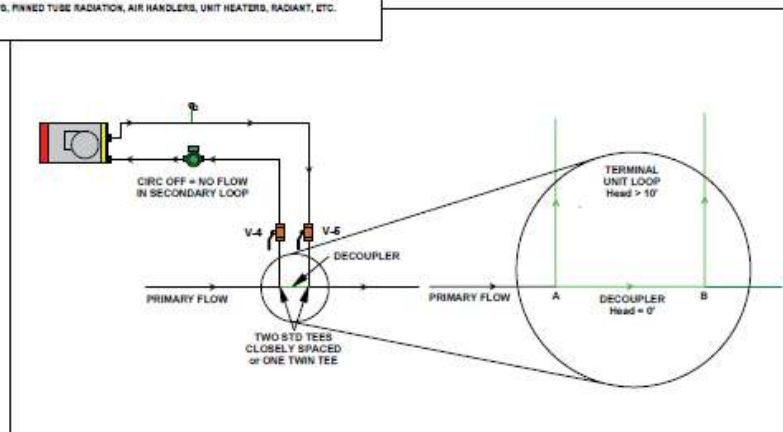 S, PINNED TUBE RADIATION, AIR HANDLERS, UNIT HEATERS, RADIANT, ETC.
CIRC OFF = NO FLOW
IN SECONDARY LOOP
V-4
V-5
DECOUPLER
PRIMARY FLOW
TWO STD TEES
CLOSELY SPACED
or ONE TWIN TEE
TERMINAL
UNIT LOOP
Head > 10'
PRIMARY FLOW
A
DECOUPLER
Head = 0'
B